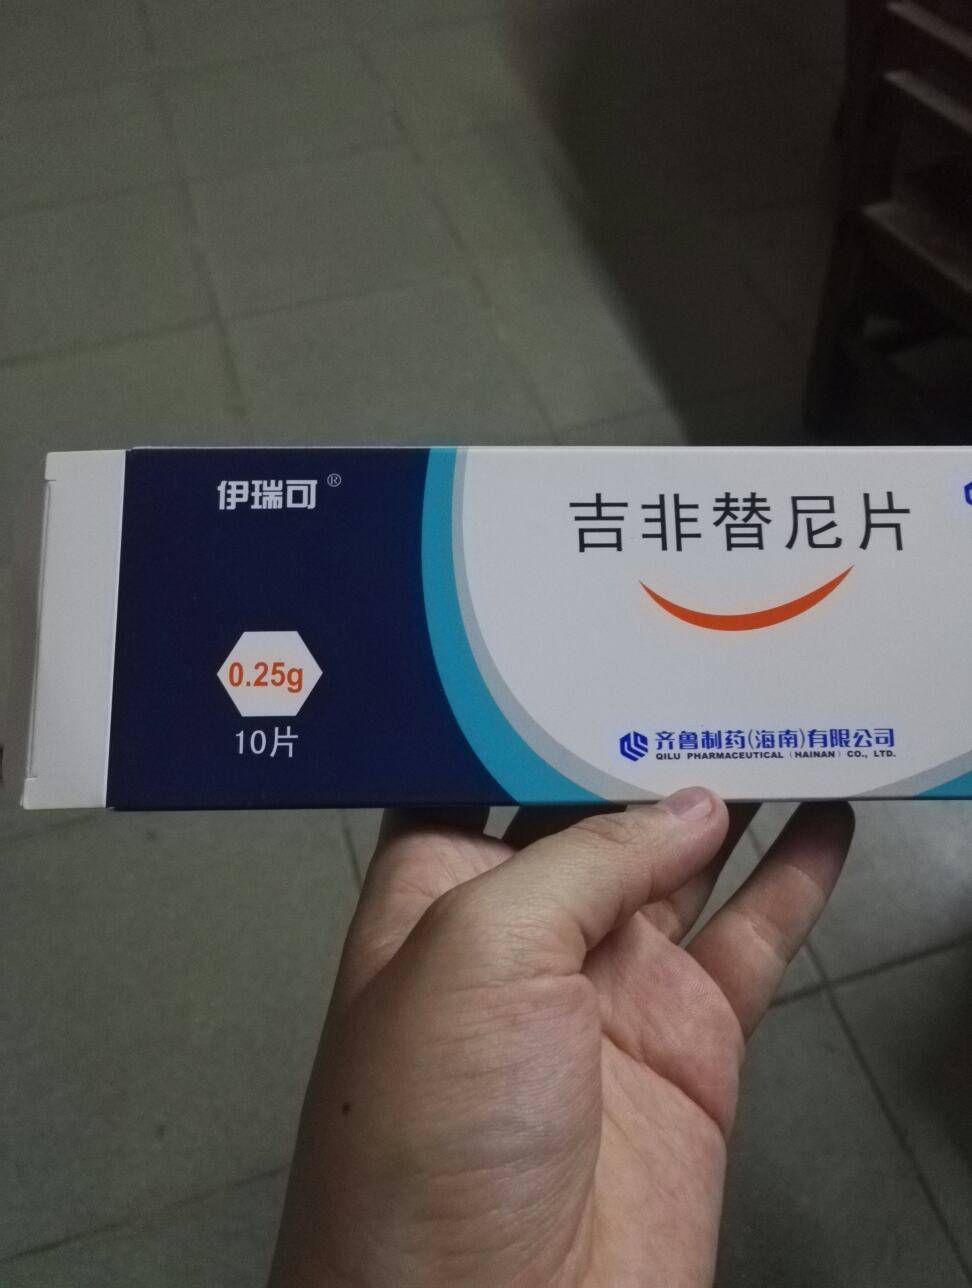 伊瑞可®
吉非替尼片
0.25g
10片
齐鲁制药(海南)有限公司
QILU PHARMACEUTICAL (HAINAN) CO., LTD.